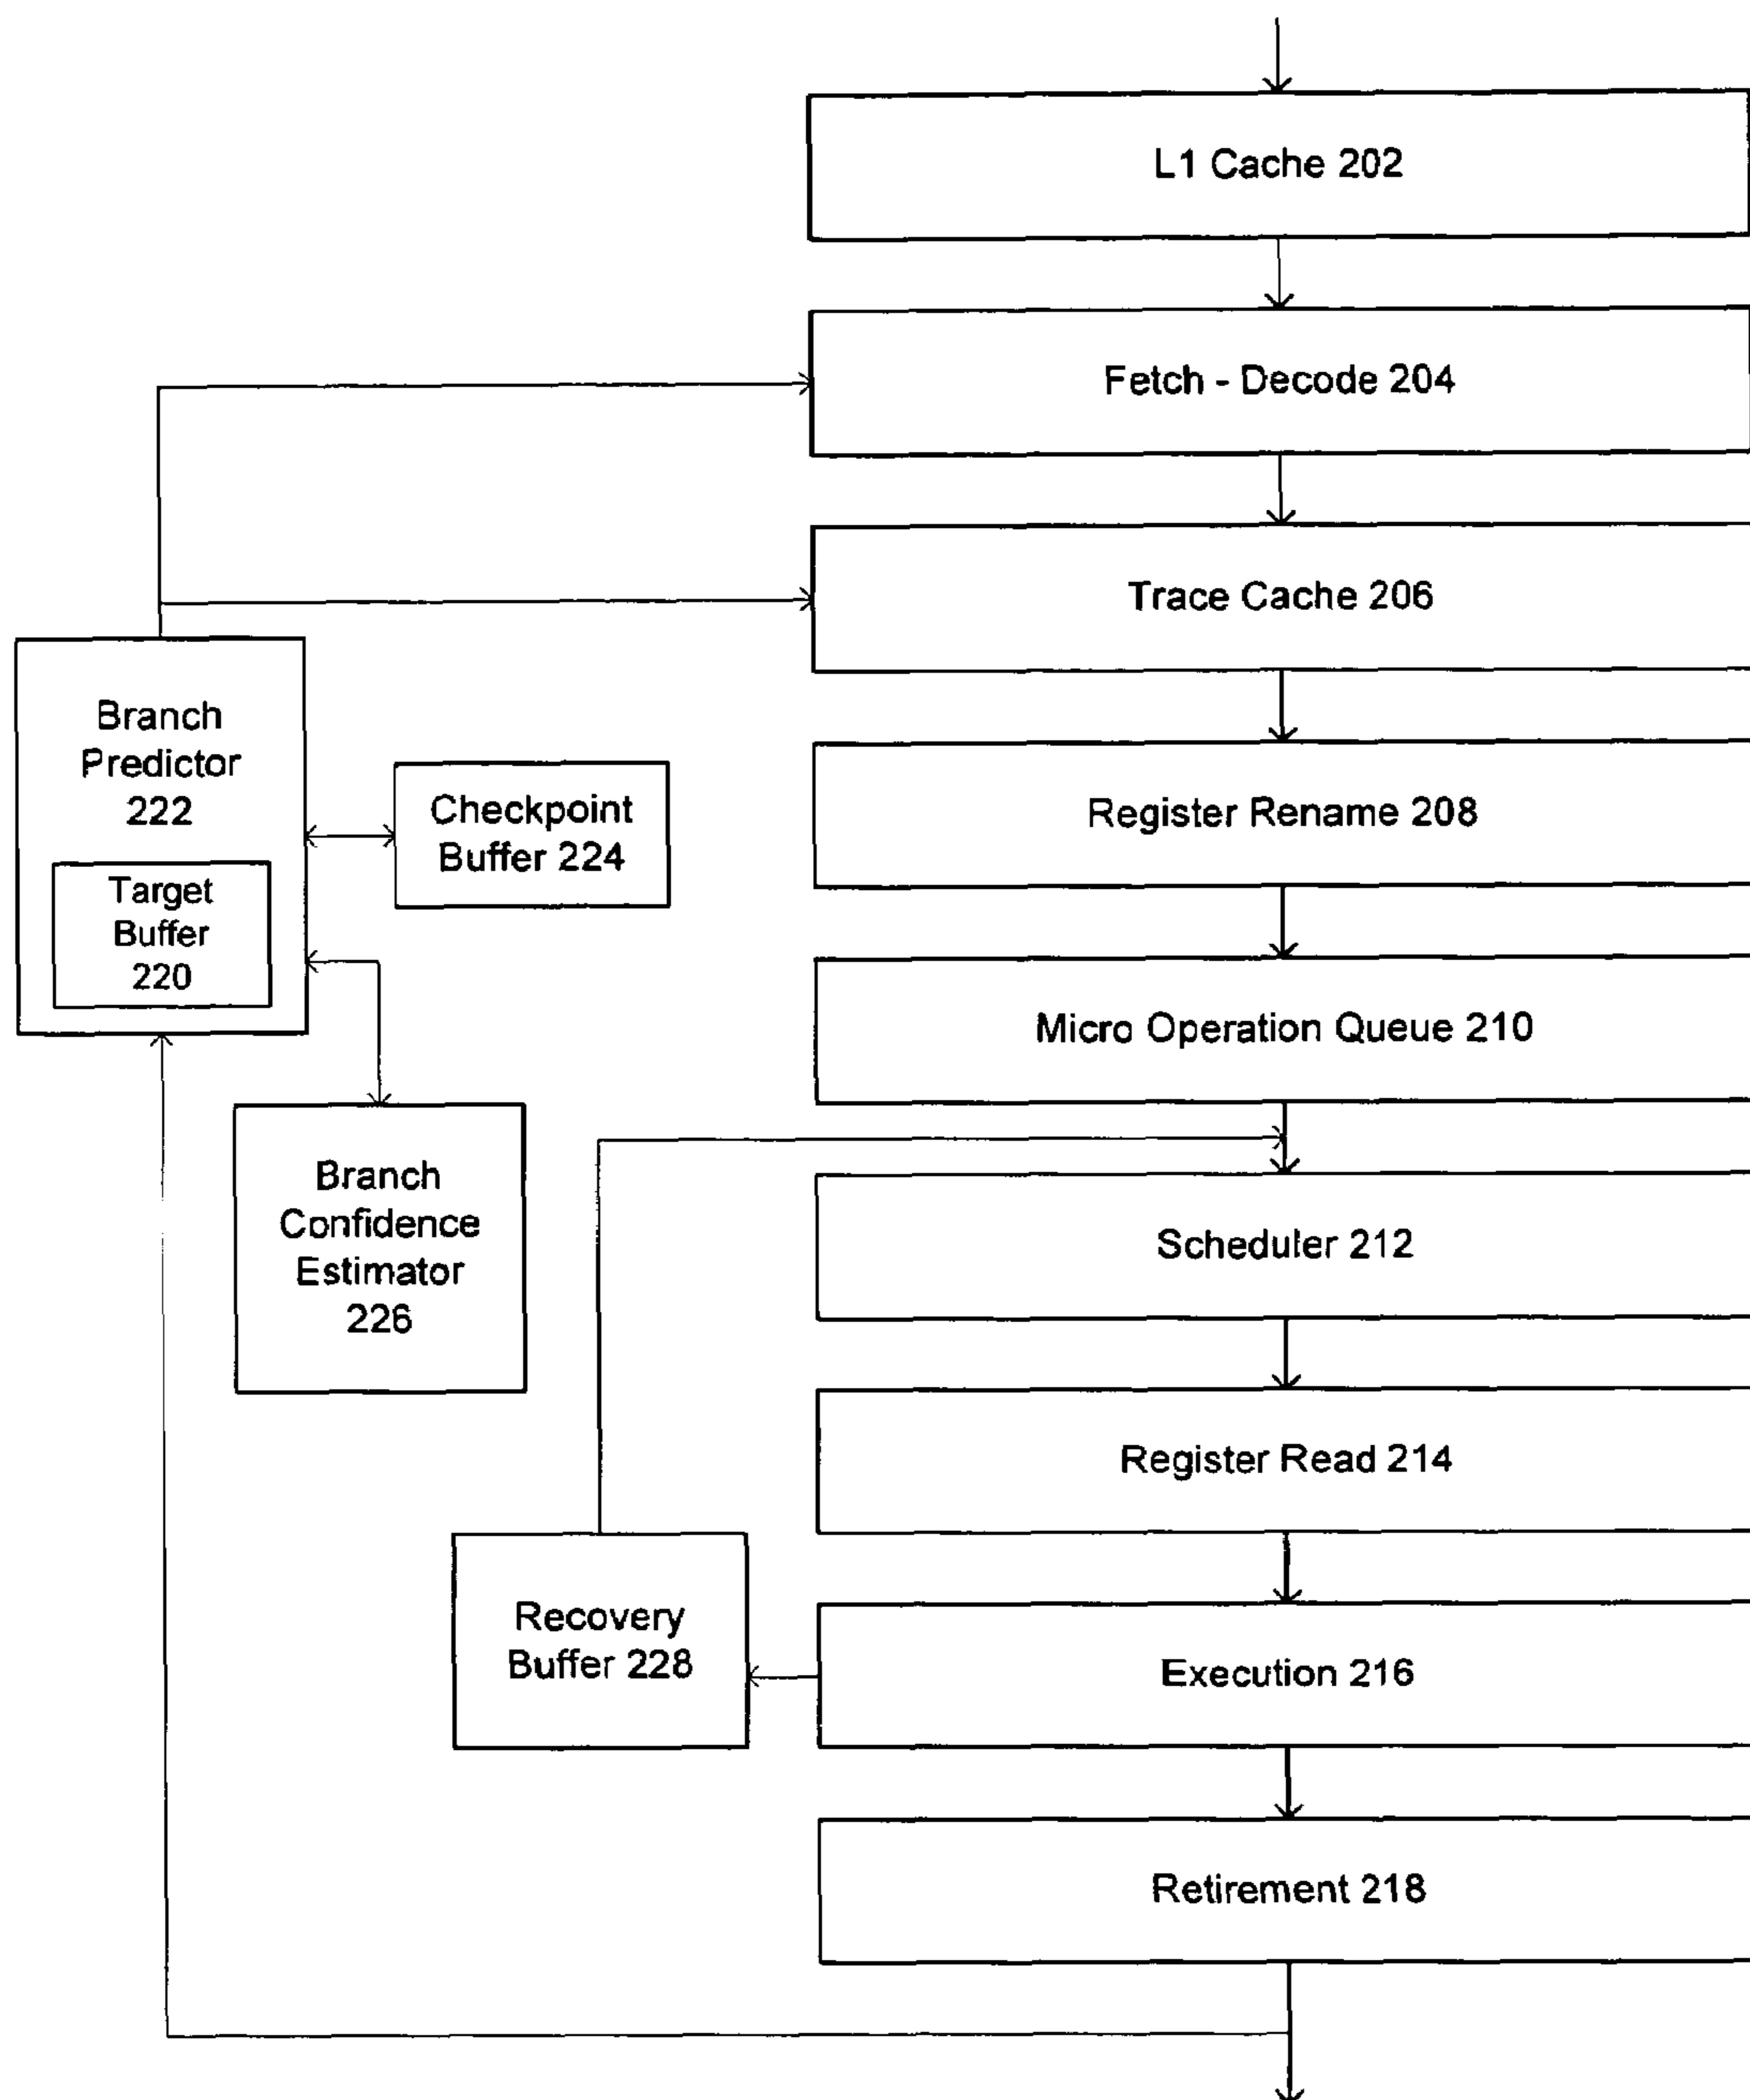 L1 Cache 202
Fetch - Decode 204
Trace Cache 206
Branch
Predictor
222
Target
Buffer
220
Checkpoint
Buffer 224
Register Rename 208
Micro Operation Queue 210
Branch
Confidence
Estimator
226
Scheduler 212
Register Read 214
Recovery
Buffer 228
Execution 216
Retirement 218